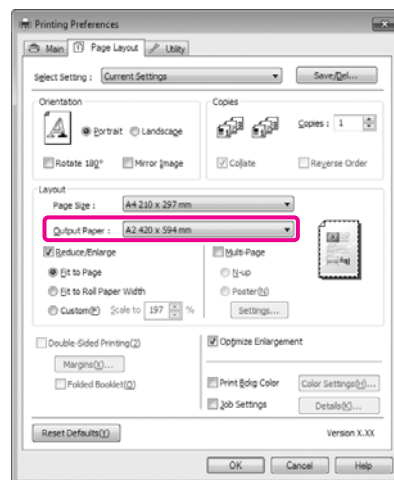 Printing Preferences
Main Page Layout Utility
Select Setting : Current Settings Save/Del...
Orientation Copies
A Portrait Landscape Copies : 1
Rotate 180° Mirror Image Collate Reverse Order
Layout
Page Size : A4 210 x 297 mm
Output Paper : A2 420 x 594 mm
Reduce/Enlarge Multi-Page
Fit to Page N-up
Fit to Roll Paper Width Poster(N)
Custom(F) Scale to 197 % Settings...
Double-Sided Printing(2) Optimize Enlargement
Margins(X)...
Folded Booklet(Q) Print Bckg Color Color Settings(H)...
Job Settings Details(K)...
Reset Defaults(Y) Version X.XX
OK Cancel Help